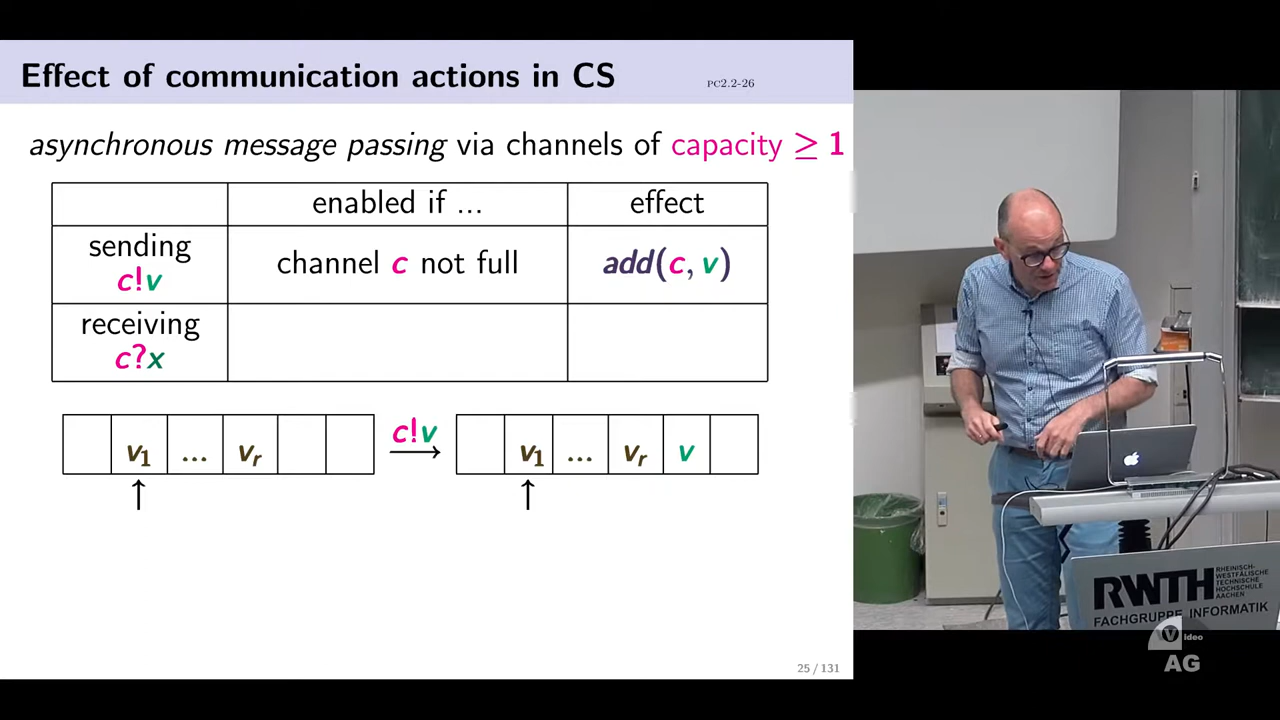 Effect of communication actions in CS PC2.2-26
asynchronous message passing via channels of capacity ≥ 1
enabled if ... effect
sending
c!v channel c not full add(c, v)
receiving
c?x
v1 ... vr c!v v1 ... vr v
25 / 131
RWTH
RHEINISCH-
WESTFÄLISCHE
TECHNISCHE
HOCHSCHULE
AACHEN
FACHGRUPPE INFORMATIK
Video
AG